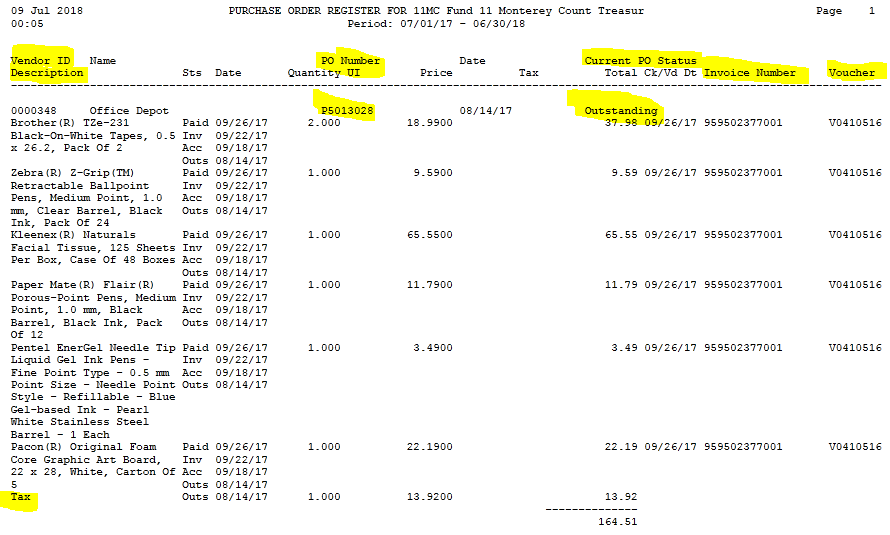 09 Jul 2018 PURCHASE ORDER REGISTER FOR 11MC Fund 11 Monterey Count Treasur Page 1
00:05 Period: 07/01/17 - 06/30/18
Vendor ID Name PO Number Date Current PO Status
Description Sts Date Quantity UI Price Tax Total Ck/Vd Dt Invoice Number Voucher
0000348 Office Depot P5013028 08/14/17 Outstanding
Brother(R) TZe-231 Paid 09/26/17 2.000 18.9900 37.98 09/26/17 959502377001 V0410516
Black-On-White Tapes, 0.5 Inv 09/22/17
x 26.2, Pack Of 2 Acc 09/18/17
Outs 08/14/17
Zebra(R) Z-Grip(TM) Paid 09/26/17 1.000 9.5900 9.59 09/26/17 959502377001 V0410516
Retractable Ballpoint Inv 09/22/17
Pens, Medium Point, 1.0 Acc 09/18/17
mm, Clear Barrel, Black Outs 08/14/17
Ink, Pack Of 24
Kleenex(R) Naturals Paid 09/26/17 1.000 65.5500 65.55 09/26/17 959502377001 V0410516
Facial Tissue, 125 Sheets Inv 09/22/17
Per Box, Case Of 48 Boxes Acc 09/18/17
Outs 08/14/17
Paper Mate(R) Flair(R) Paid 09/26/17 1.000 11.7900 11.79 09/26/17 959502377001 V0410516
Porous-Point Pens, Medium Inv 09/22/17
Point, 1.0 mm, Black Acc 09/18/17
Barrel, Black Ink, Pack Outs 08/14/17
Of 12
Pentel EnerGel Needle Tip Paid 09/26/17 1.000 3.4900 3.49 09/26/17 959502377001 V0410516
Liquid Gel Ink Pens - Inv 09/22/17
Fine Point Type - 0.5 mm Acc 09/18/17
Point Size - Needle Point Outs 08/14/17
Style - Refillable - Blue
Gel-based Ink - Pearl
White Stainless Steel
Barrel - 1 Each
Pacon(R) Original Foam Paid 09/26/17 1.000 22.1900 22.19 09/26/17 959502377001 V0410516
Core Graphic Art Board, Inv 09/22/17
22 x 28, White, Carton Of Acc 09/18/17
5 Outs 08/14/17
Tax Outs 08/14/17 1.000 13.9200 13.92
164.51